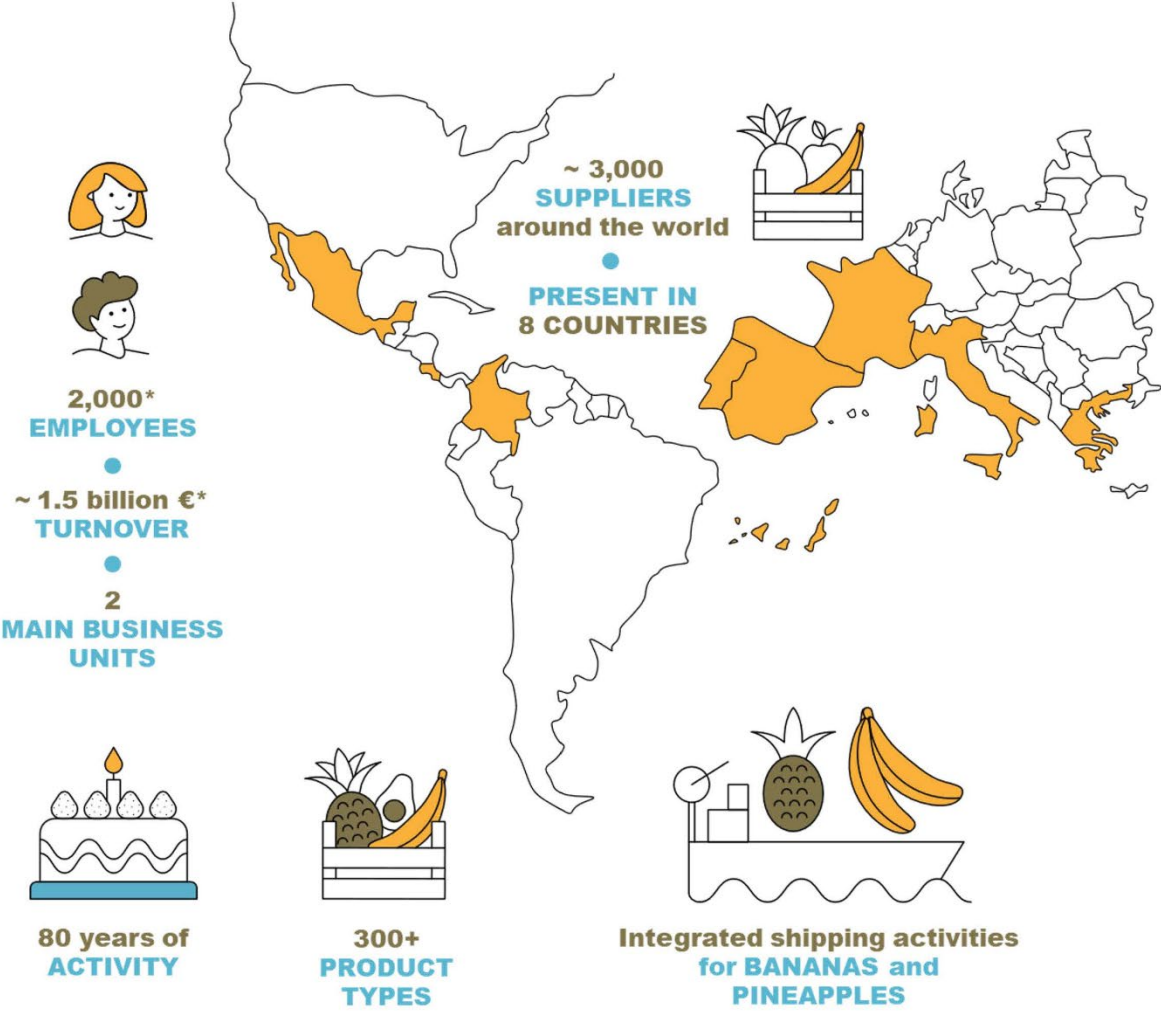 ~ 3,000
SUPPLIERS
around the world
PRESENT IN
8 COUNTRIES
2,000*
EMPLOYEES
~ 1.5 billion €*
TURNOVER
2
MAIN BUSINESS
UNITS
80 years of
ACTIVITY
300+
PRODUCT
TYPES
Integrated shipping activities
for BANANAS and
PINEAPPLES